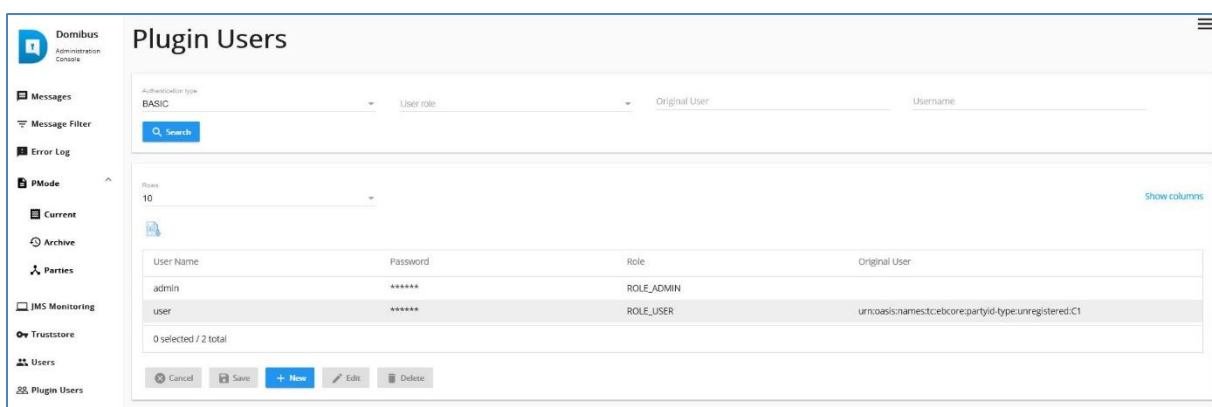 Domibus
Administration
Console
Plugin Users
Messages
Message Filter
Error Log
PMode
Current
Archive
Parties
JMS Monitoring
Truststore
Users
Plugin Users
Authentication type
BASIC
User role
Original User
Username
Search
Rows
10
Show columns
User Name Password Role Original User
admin ****** ROLE_ADMIN
user ****** ROLE_USER urn:oasis:names:tc:ebcore:partyid-type:unregistered:C1
0 selected / 2 total
Cancel Save + New Edit Delete